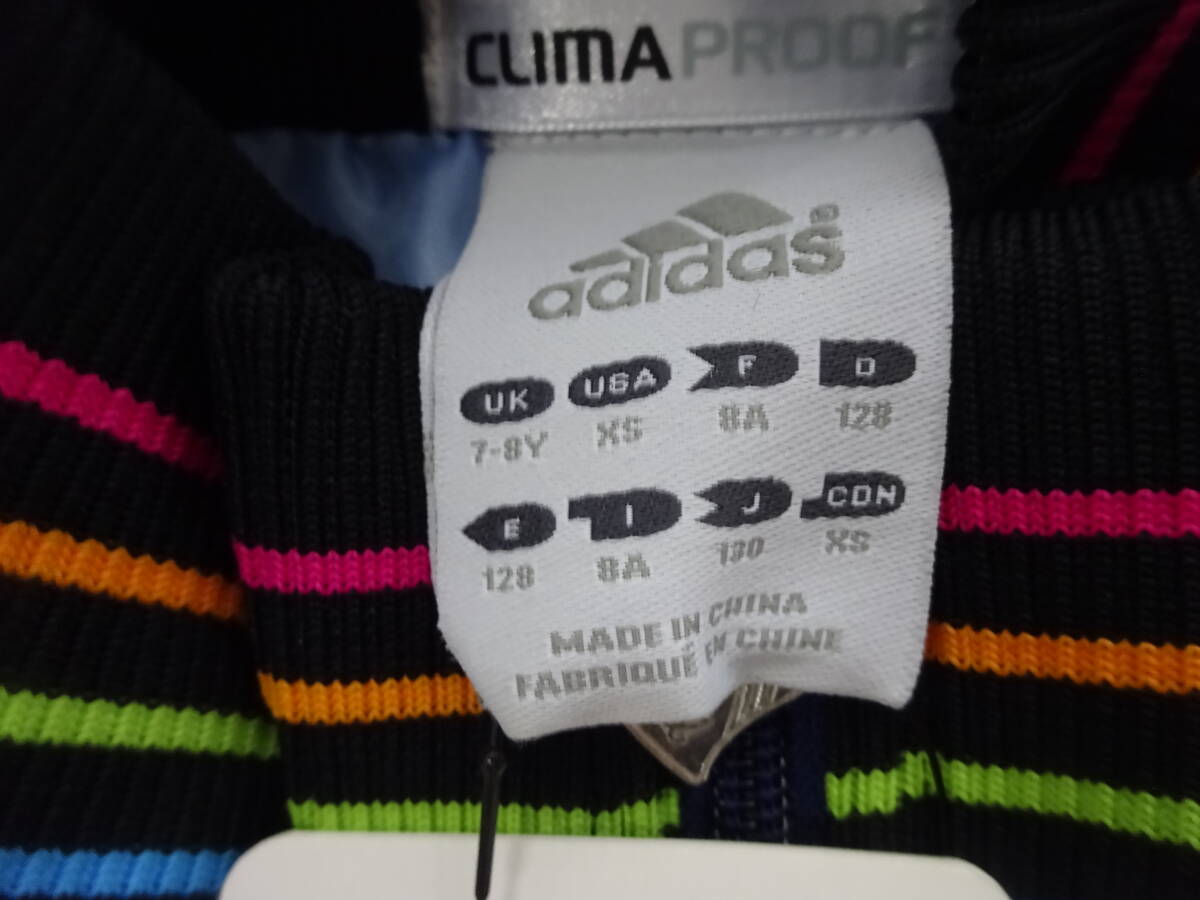 CLIMAPROOF
adidas®
UK USA F D
7-8Y XS 8A 128
E I J CDN
128 8A 130 XS
MADE IN CHINA
FABRIQUÉ EN CHINE